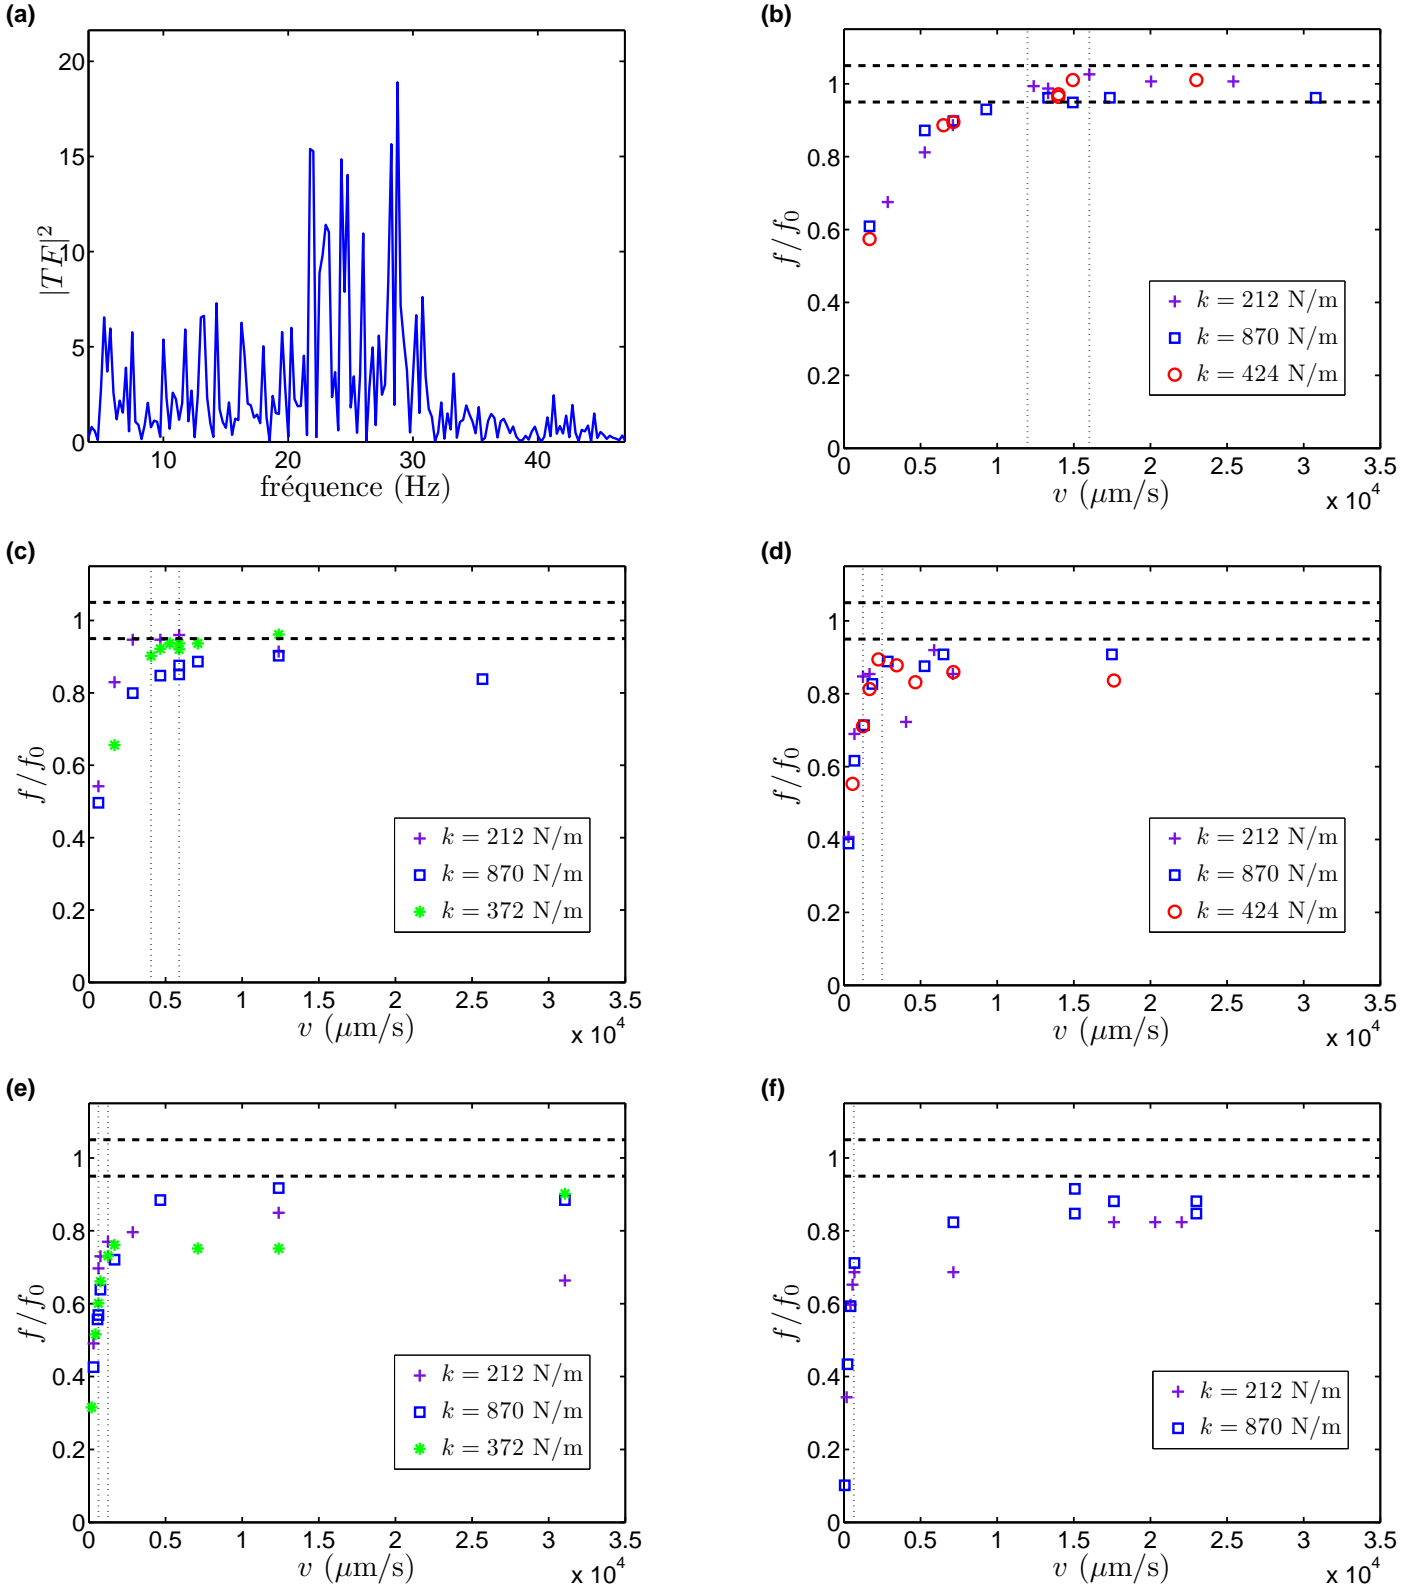 (a)
20
15
10
5
0
|TF|²
10 20 30 40
fréquence (Hz)
(b)
1
0.8
0.6
0.4
0.2
0
f/f₀
k = 212 N/m
k = 870 N/m
k = 424 N/m
0 0.5 1 1.5 2 2.5 3 3.5
v (μm/s)
x 10⁴
(c)
1
0.8
0.6
0.4
0.2
0
f/f₀
k = 212 N/m
k = 870 N/m
k = 372 N/m
0 0.5 1 1.5 2 2.5 3 3.5
v (μm/s)
x 10⁴
(d)
1
0.8
0.6
0.4
0.2
0
f/f₀
k = 212 N/m
k = 870 N/m
k = 424 N/m
0 0.5 1 1.5 2 2.5 3 3.5
v (μm/s)
x 10⁴
(e)
1
0.8
0.6
0.4
0.2
0
f/f₀
k = 212 N/m
k = 870 N/m
k = 372 N/m
0 0.5 1 1.5 2 2.5 3 3.5
v (μm/s)
x 10⁴
(f)
1
0.8
0.6
0.4
0.2
0
f/f₀
k = 212 N/m
k = 870 N/m
0 0.5 1 1.5 2 2.5 3 3.5
v (μm/s)
x 10⁴